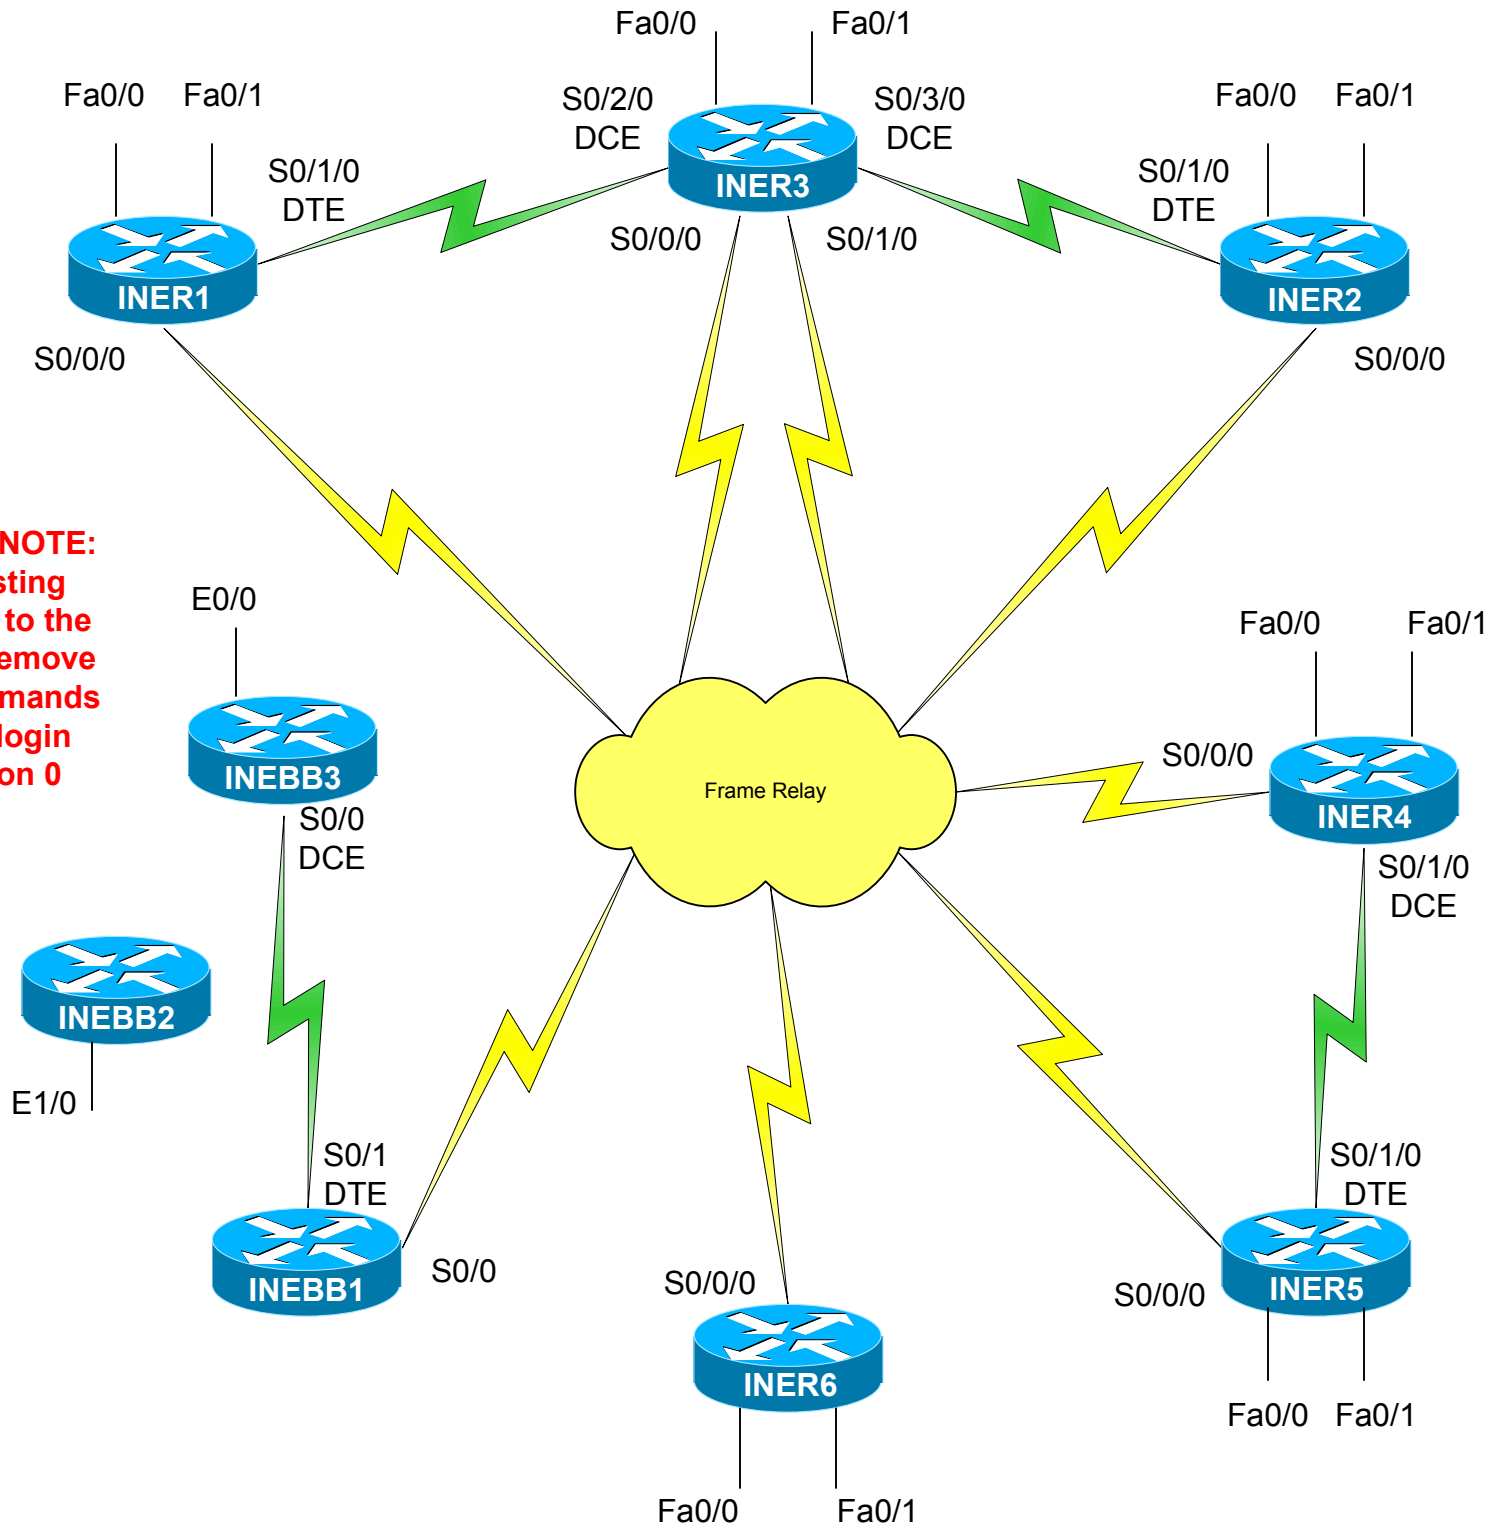 Fa0/0
Fa0/1
Fa0/0
Fa0/1
S0/2/0
DCE
S0/3/0
DCE
Fa0/0
Fa0/1
S0/1/0
DTE
INER3
S0/1/0
DTE
S0/0/0
S0/1/0
INER1
INER2
S0/0/0
S0/0/0
NOTE:
sting
to the
emove
mands
login
on 0
E0/0
Fa0/0
Fa0/1
INEBB3
S0/0
DCE
Frame Relay
S0/0/0
INER4
S0/1/0
DCE
INEBB2
E1/0
S0/1
DTE
INEBB1
S0/0
S0/0/0
INER6
Fa0/0
Fa0/1
S0/1/0
DTE
S0/0/0
INER5
Fa0/0
Fa0/1